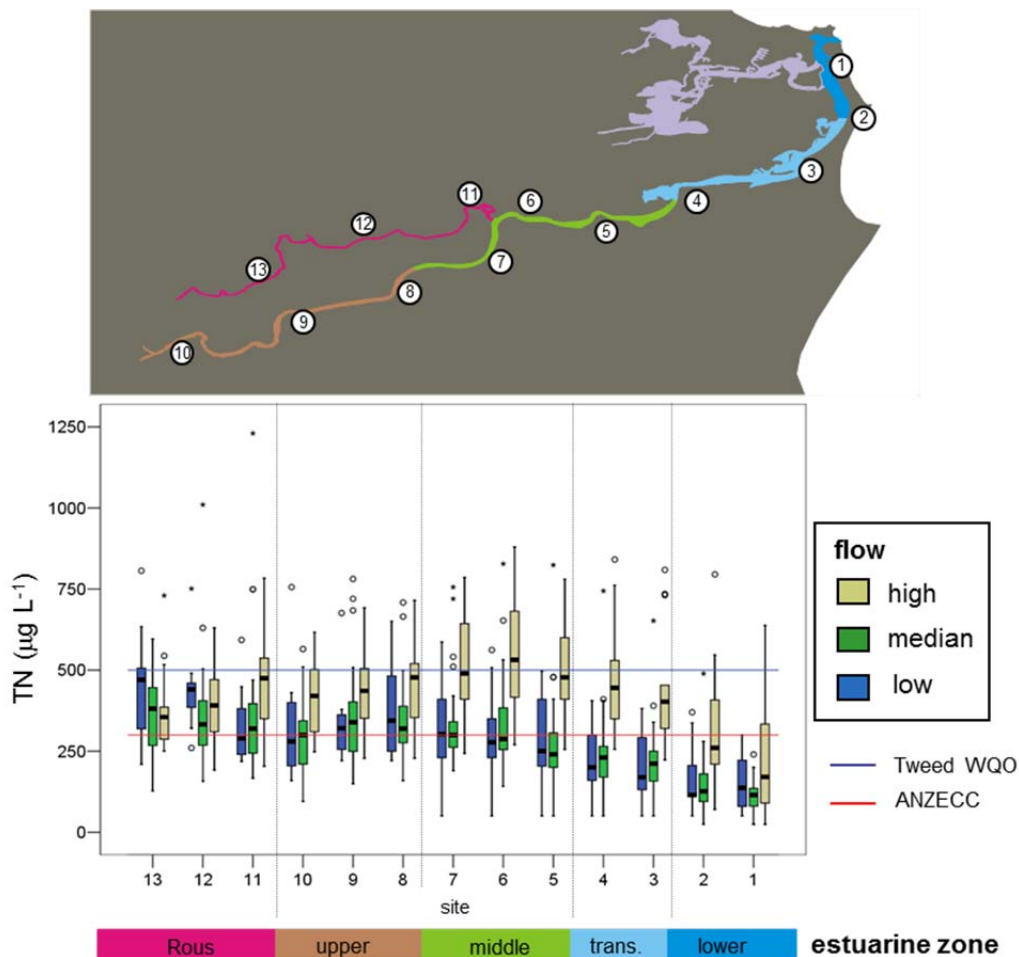 1
2
3
4
5
6
7
8
9
10
11
12
13
TN (µg L⁻¹)
1250
1000
750
500
250
0
13 12 11 10 9 8 7 6 5 4 3 2 1
site
flow
high
median
low
Tweed WQO
ANZECC
Rous upper middle trans. lower estuarine zone